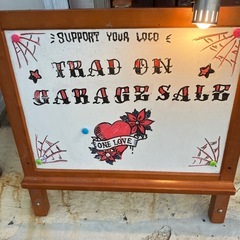 SUPPORT YOUR LOCO
TRAD ON
GARAGE SALE
ONE LOVE